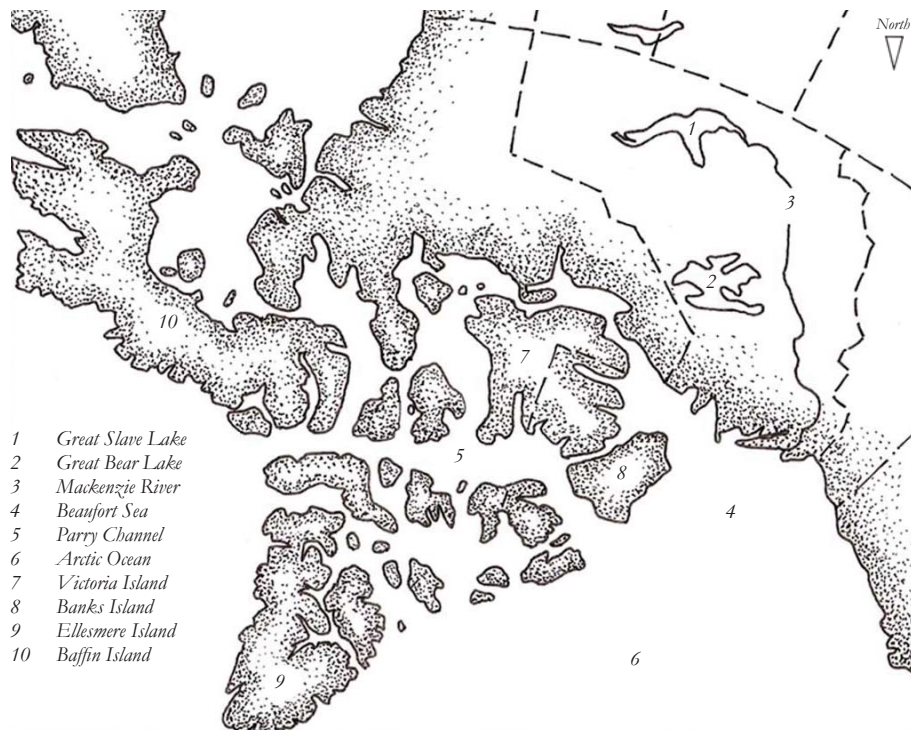 North
1
3
2
10
7
8
5
4
6
9
1 Great Slave Lake
2 Great Bear Lake
3 Mackenzie River
4 Beaufort Sea
5 Parry Channel
6 Arctic Ocean
7 Victoria Island
8 Banks Island
9 Ellesmere Island
10 Baffin Island